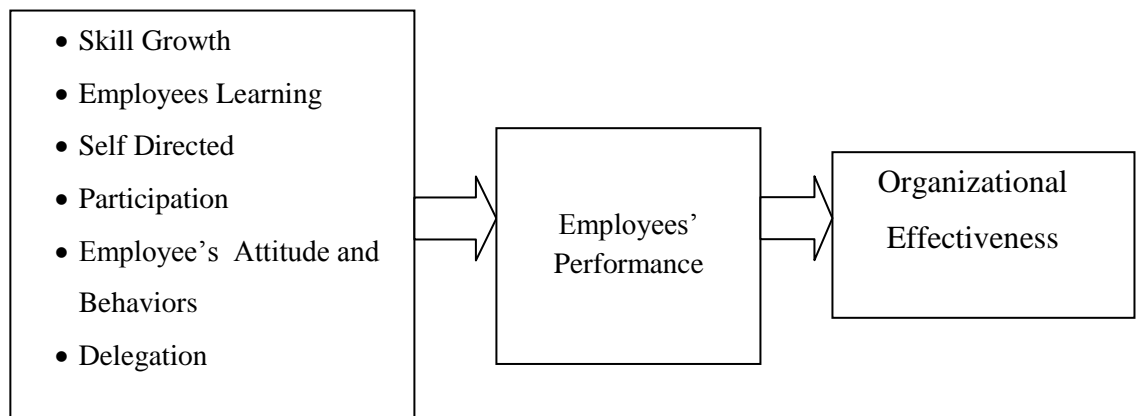 • Skill Growth
• Employees Learning
• Self Directed
• Participation
• Employee’s  Attitude and
Behaviors
• Delegation
Employees’
Performance
Organizational
Effectiveness